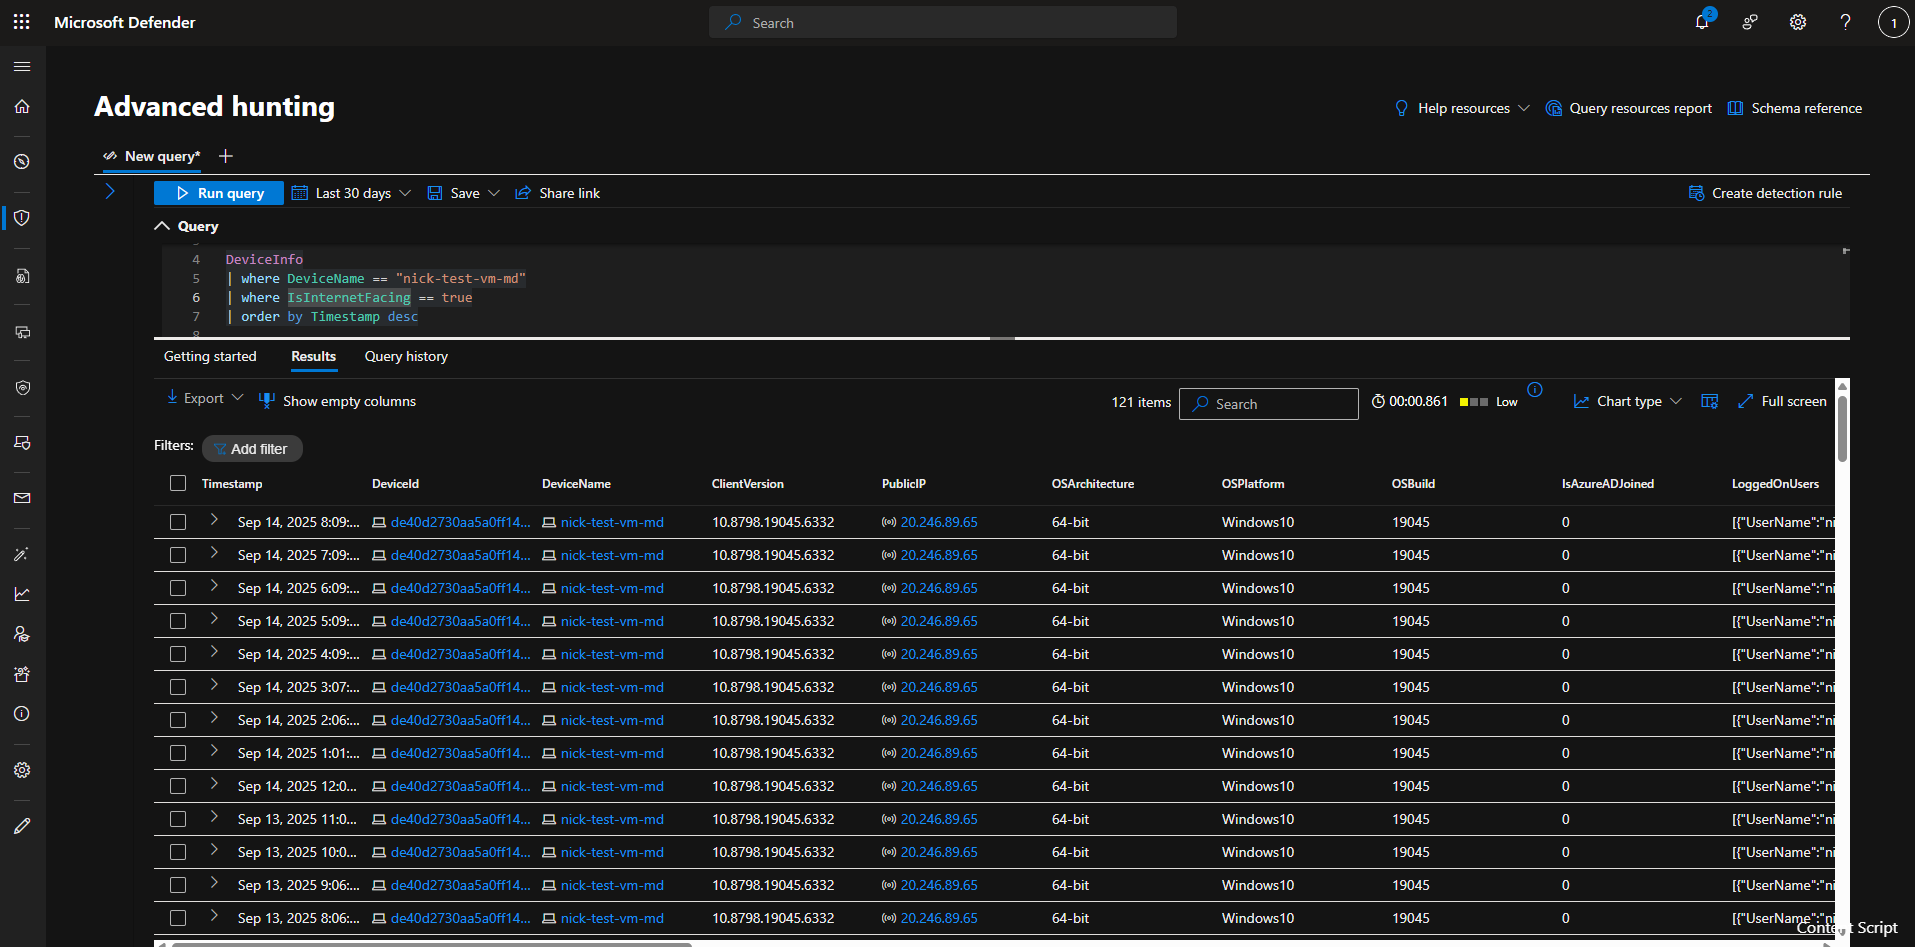 Microsoft Defender
Search
2
1
Advanced hunting
Help resources
Query resources report
Schema reference
New query*
Run query
Last 30 days
Save
Share link
Create detection rule
Query
4 DeviceInfo
5 | where DeviceName == "nick-test-vm-md"
6 | where IsInternetFacing == true
7 | order by Timestamp desc
8
Getting started Results Query history
Export Show empty columns 121 items Search 00:00.861 Low Chart type Full screen
Filters: Add filter
Timestamp DeviceId DeviceName ClientVersion PublicIP OSArchitecture OSPlatform OSBuild IsAzureADJoined LoggedOnUsers
Sep 14, 2025 8:09:... de40d2730aa5a0ff14... nick-test-vm-md 10.8798.19045.6332 20.246.89.65 64-bit Windows10 19045 0 [{"UserName":"ni
Sep 14, 2025 7:09:... de40d2730aa5a0ff14... nick-test-vm-md 10.8798.19045.6332 20.246.89.65 64-bit Windows10 19045 0 [{"UserName":"ni
Sep 14, 2025 6:09:... de40d2730aa5a0ff14... nick-test-vm-md 10.8798.19045.6332 20.246.89.65 64-bit Windows10 19045 0 [{"UserName":"ni
Sep 14, 2025 5:09:... de40d2730aa5a0ff14... nick-test-vm-md 10.8798.19045.6332 20.246.89.65 64-bit Windows10 19045 0 [{"UserName":"ni
Sep 14, 2025 4:09:... de40d2730aa5a0ff14... nick-test-vm-md 10.8798.19045.6332 20.246.89.65 64-bit Windows10 19045 0 [{"UserName":"ni
Sep 14, 2025 3:07:... de40d2730aa5a0ff14... nick-test-vm-md 10.8798.19045.6332 20.246.89.65 64-bit Windows10 19045 0 [{"UserName":"ni
Sep 14, 2025 2:06:... de40d2730aa5a0ff14... nick-test-vm-md 10.8798.19045.6332 20.246.89.65 64-bit Windows10 19045 0 [{"UserName":"ni
Sep 14, 2025 1:01:... de40d2730aa5a0ff14... nick-test-vm-md 10.8798.19045.6332 20.246.89.65 64-bit Windows10 19045 0 [{"UserName":"ni
Sep 14, 2025 12:0... de40d2730aa5a0ff14... nick-test-vm-md 10.8798.19045.6332 20.246.89.65 64-bit Windows10 19045 0 [{"UserName":"ni
Sep 13, 2025 11:0... de40d2730aa5a0ff14... nick-test-vm-md 10.8798.19045.6332 20.246.89.65 64-bit Windows10 19045 0 [{"UserName":"ni
Sep 13, 2025 10:0... de40d2730aa5a0ff14... nick-test-vm-md 10.8798.19045.6332 20.246.89.65 64-bit Windows10 19045 0 [{"UserName":"ni
Sep 13, 2025 9:06:... de40d2730aa5a0ff14... nick-test-vm-md 10.8798.19045.6332 20.246.89.65 64-bit Windows10 19045 0 [{"UserName":"ni
Sep 13, 2025 8:06:... de40d2730aa5a0ff14... nick-test-vm-md 10.8798.19045.6332 20.246.89.65 64-bit Windows10 19045 0 [{"UserName":"ni
Script